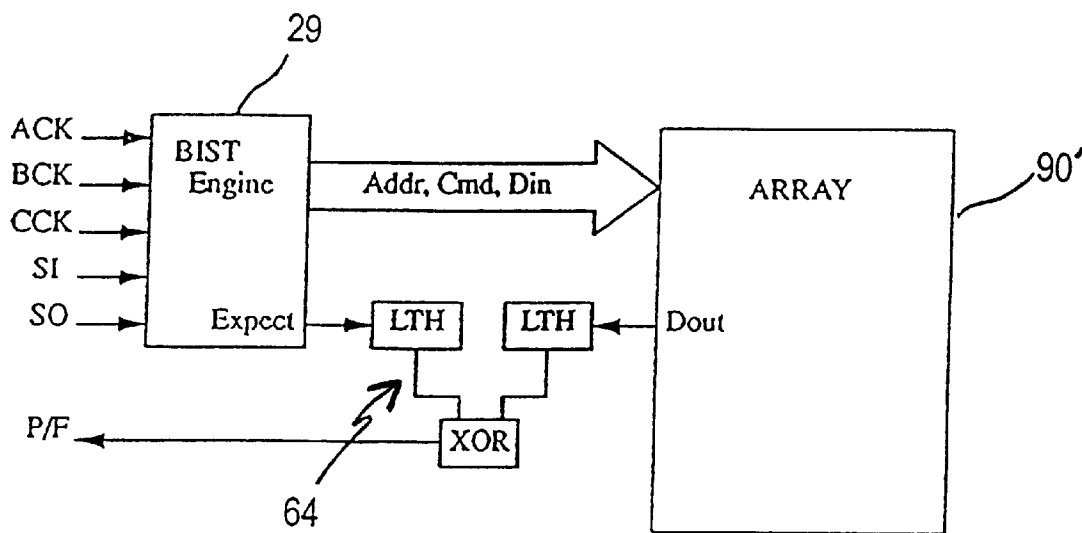 29
ACK
BCK
CCK
SI
SO
BIST
Engine
Expect
Addr, Cmd, Din
ARRAY
90'
LTH
LTH
Dout
XOR
P/F
64